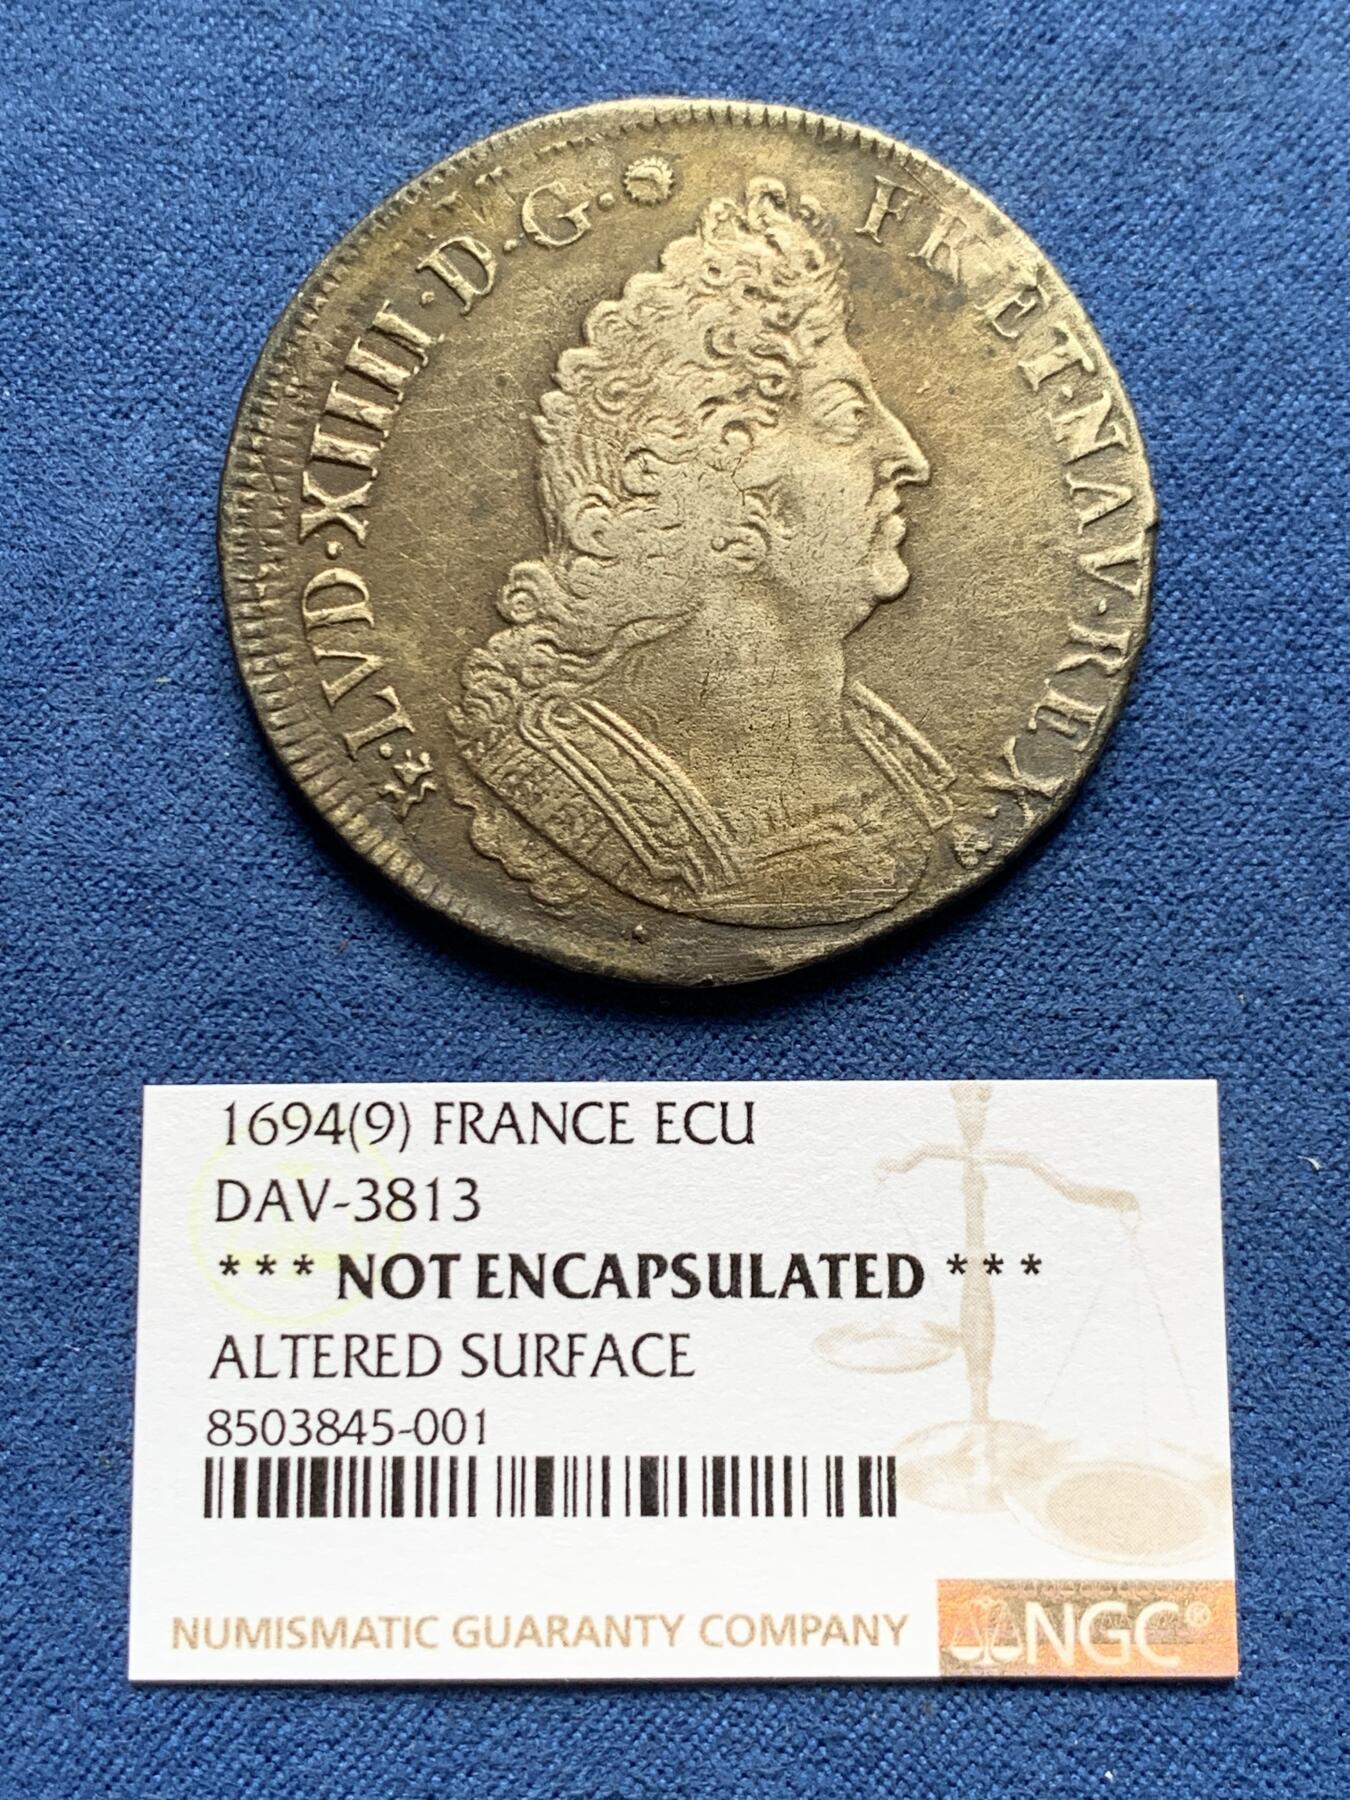 · LVD · XIIII · D · G · FR · ET · NAV · REX ·
1694(9) FRANCE ECU
DAV-3813
* * * NOT ENCAPSULATED * * *
ALTERED SURFACE
8503845-001
NUMISMATIC GUARANTY COMPANY
NGC®